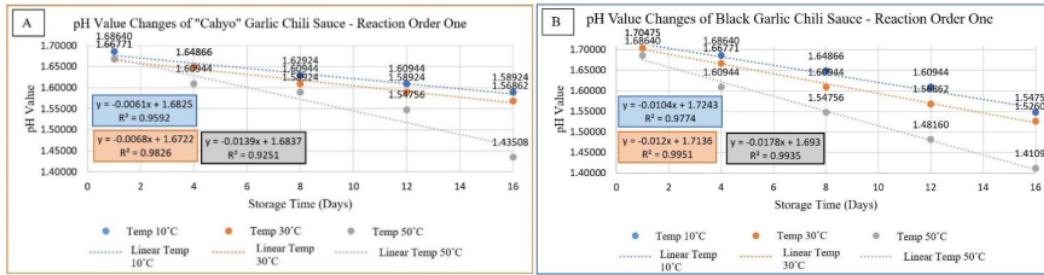 A
pH Value Changes of "Cahyo" Garlic Chili Sauce - Reaction Order One
1.70000
1.65000
1.60000
1.55000
1.50000
1.45000
1.40000
pH Value
1.68640
1.66771
1.64866
1.60944
1.62924
1.60944
1.58924
1.60944
1.58924
1.54756
1.58924
1.56862
1.43508
y = -0.0061x + 1.6825
R² = 0.9592
y = -0.0068x + 1.6722
R² = 0.9826
y = -0.0139x + 1.6837
R² = 0.9251
0 2 4 6 8 10 12 14 16
Storage Time (Days)
Temp 10˚C
Temp 30˚C
Temp 50˚C
Linear Temp
10˚C
Linear Temp
30˚C
Linear Temp 50˚C
B
pH Value Changes of Black Garlic Chili Sauce - Reaction Order One
1.70000
1.65000
1.60000
1.55000
1.50000
1.45000
1.40000
pH Value
1.70475
1.68640
1.68640
1.66771
1.60944
1.64866
1.60944
1.54756
1.60944
1.56862
1.48160
1.5475
1.5260
1.4109
y = -0.0104x + 1.7243
R² = 0.9774
y = -0.012x + 1.7136
R² = 0.9951
y = -0.0178x + 1.693
R² = 0.9935
0 2 4 6 8 10 12 14 16
Storage Time (Days)
Temp 10˚C
Temp 30˚C
Temp 50˚C
Linear Temp
10˚C
Linear Temp
30˚C
Linear Temp 50˚C